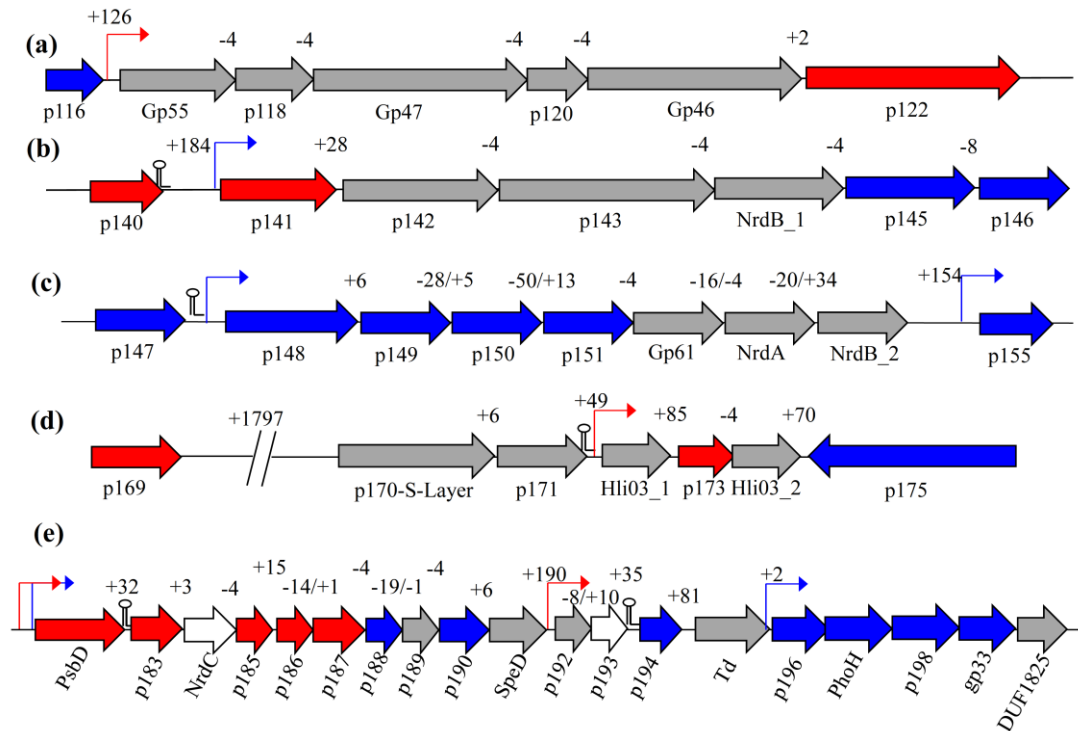 (a)
+126 -4 -4 -4 -4 +2
p116 Gp55 p118 Gp47 p120 Gp46 p122
(b)
+184 +28 -4 -4 -4 -8
p140 p141 p142 p143 NrdB_1 p145 p146
(c)
+6 -28/+5 -50/+13 -4 -16/-4 -20/+34 +154
p147 p148 p149 p150 p151 Gp61 NrdA NrdB_2 p155
(d)
+1797 +6 +49 +85 -4 +70
p169 p170-S-Layer p171 Hli03_1 p173 Hli03_2 p175
(e)
+32 +3 -4 +15 -14/+1 -4 -19/-1 -4 +6 +190 -8/+10 +35 +81 +2
PsbD p183 NrdC p185 p186 p187 p188 p189 p190 SpeD p192 p193 p194 Td p196 PhoH p198 gp33 DUF1825